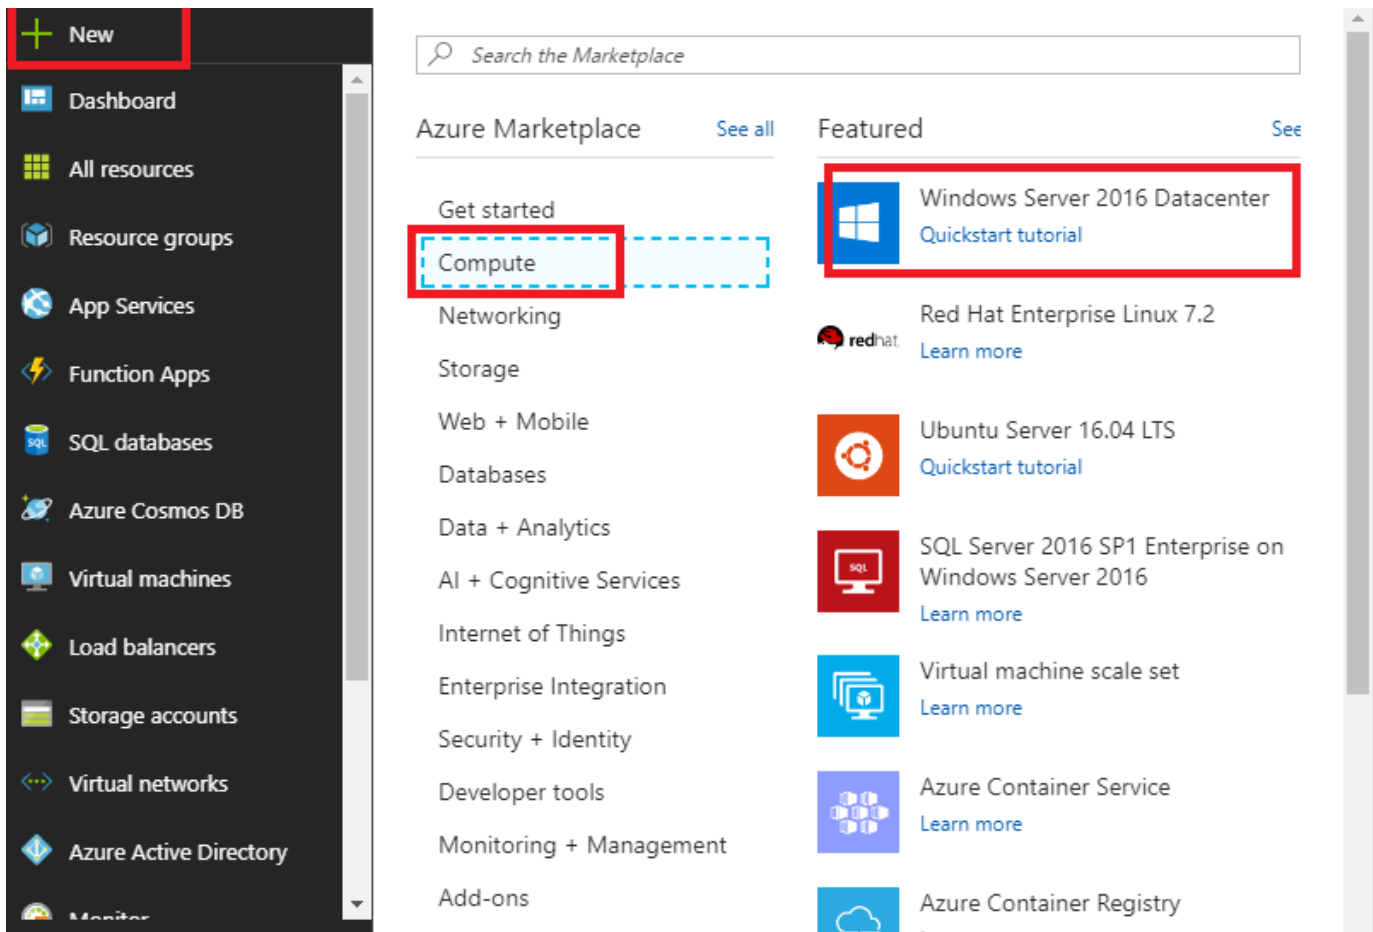 New
Dashboard
All resources
Resource groups
App Services
Function Apps
SQL
SQL databases
Azure Cosmos DB
Virtual machines
Load balancers
Storage accounts
Virtual networks
Azure Active Directory
Monitor
Search the Marketplace
Azure Marketplace See all
Get started
Compute
Networking
Storage
Web + Mobile
Databases
Data + Analytics
AI + Cognitive Services
Internet of Things
Enterprise Integration
Security + Identity
Developer tools
Monitoring + Management
Add-ons
Featured See
Windows Server 2016 Datacenter
Quickstart tutorial
redhat
Red Hat Enterprise Linux 7.2
Learn more
Ubuntu Server 16.04 LTS
Quickstart tutorial
SQL
SQL Server 2016 SP1 Enterprise on
Windows Server 2016
Learn more
Virtual machine scale set
Learn more
Azure Container Service
Learn more
Azure Container Registry